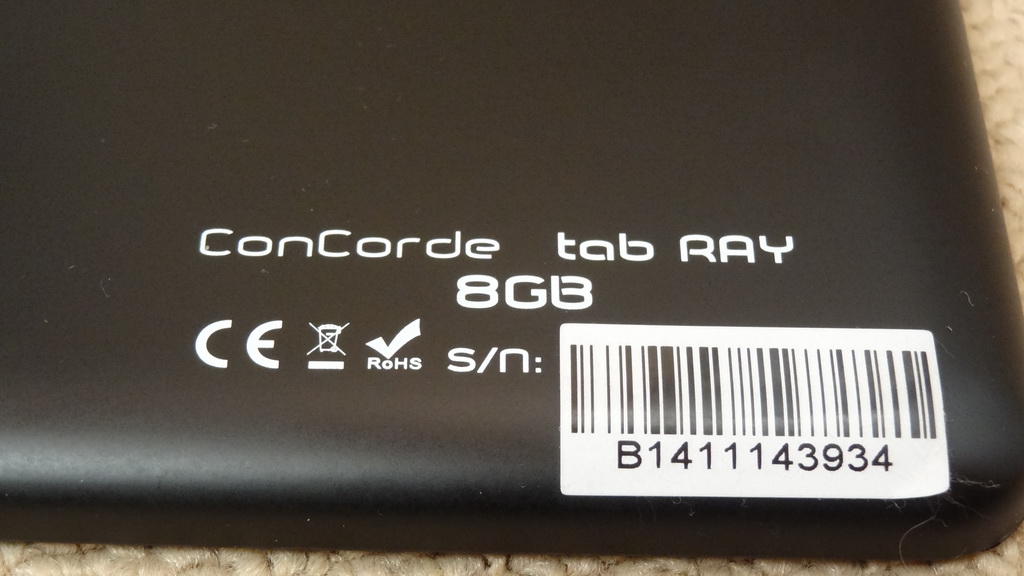 ConCorde tab RAY
8GB
CE RoHS S/N:
B1411143934